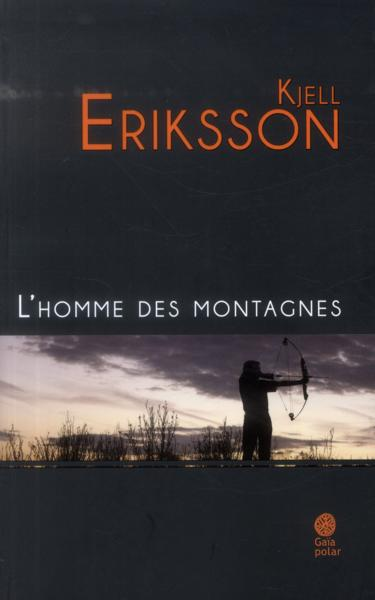 Kjell
Eriksson
L'homme des montagnes
Gaïa
polar